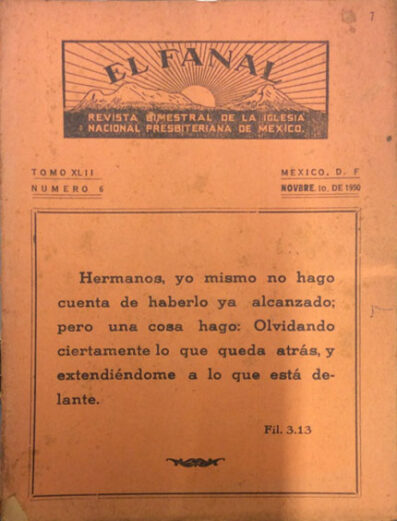 7
EL FANAL
REVISTA BIMESTRAL DE LA IGLESIA
NACIONAL PRESBITERIANA DE MEXICO.
TOMO XLII
NUMERO 6
MEXICO, D. F
NOVBRE. 10. DE 1950
Hermanos, yo mismo no hago
cuenta de haberlo ya alcanzado;
pero una cosa hago: Olvidando
ciertamente lo que queda atrás, y
extendiéndome a lo que está de-
lante.
Fil. 3.13